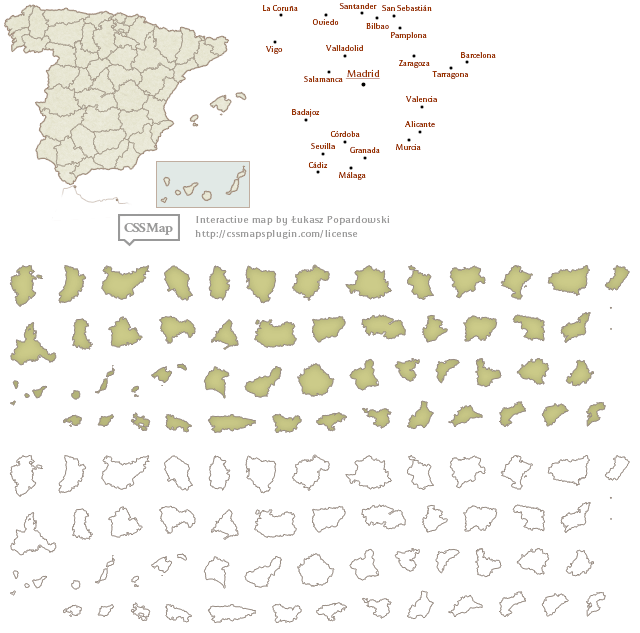 La Coruña
Oviedo
Santander
Bilbao
San Sebastián
Pamplona
Vigo
Valladolid
Zaragoza
Barcelona
Tarragona
Salamanca
Madrid
Valencia
Badajoz
Alicante
Córdoba
Murcia
Sevilla
Granada
Cádiz
Málaga
CSSMap
Interactive map by Łukasz Popardowski
http://cssmapsplugin.com/license